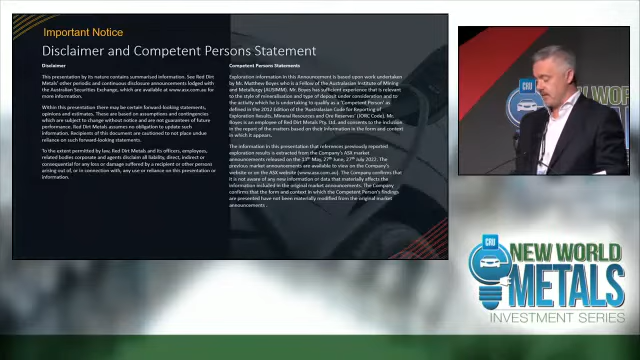 Important Notice
Disclaimer and Competent Persons Statement
Disclaimer
This presentation by its nature contains summarised information. See Red Dirt
Metals' other periodic and continuous disclosure announcements lodged with
the Australian Securities Exchange, which are available at www.asx.com.au for
more information.
Within this presentation there may be certain forward-looking statements,
opinions and estimates. These are based on assumptions and contingencies
which are subject to change without notice and are not guarantees of future
performance. Red Dirt Metals assumes no obligation to update such information.
Recipients of this document are cautioned to not place undue
reliance on such forward-looking statements.
To the extent permitted by law, Red Dirt Metals and its officers, employees,
related bodies corporate and agents disclaim all liability, direct, indirect or
consequential for any loss or damage suffered by a recipient or other persons
arising out of, or in connection with, any use or reliance on this presentation or
information.
Competent Persons Statements
Exploration information in this Announcement is based upon work undertaken
by Mr. Matthew Boyes who is a Fellow of the Australasian Institute of Mining
and Metallurgy (AUSIMM). Mr. Boyes has sufficient experience that is relevant
to the style of mineralisation and type of deposit under consideration and to
the activity which he is undertaking to qualify as a 'Competent Person' as
defined in the 2012 Edition of the 'Australasian Code for Reporting of
Exploration Results, Mineral Resources and Ore Reserves' (JORC Code). Mr.
Boyes is an employee of Red Dirt Metals Pty. Ltd. and consents to the inclusion
in the report of the matters based on their information in the form and context
in which it appears.
The information in this presentation that references previously reported
exploration results is extracted from the Company's ASX market
announcements released on the 11th May, 27th June, 27th July 2022. The
previous market announcements are available to view on the Company's
website or on the ASX website (www.asx.com.au). The Company confirms that
it is not aware of any new information or data that materially affects the
information included in the original market announcements. The Company
confirms that the form and context in which the Competent Person's findings
are presented have not been materially modified from the original market
announcements.
CRU
NEW WORLD
METALS
INVESTMENT SERIES